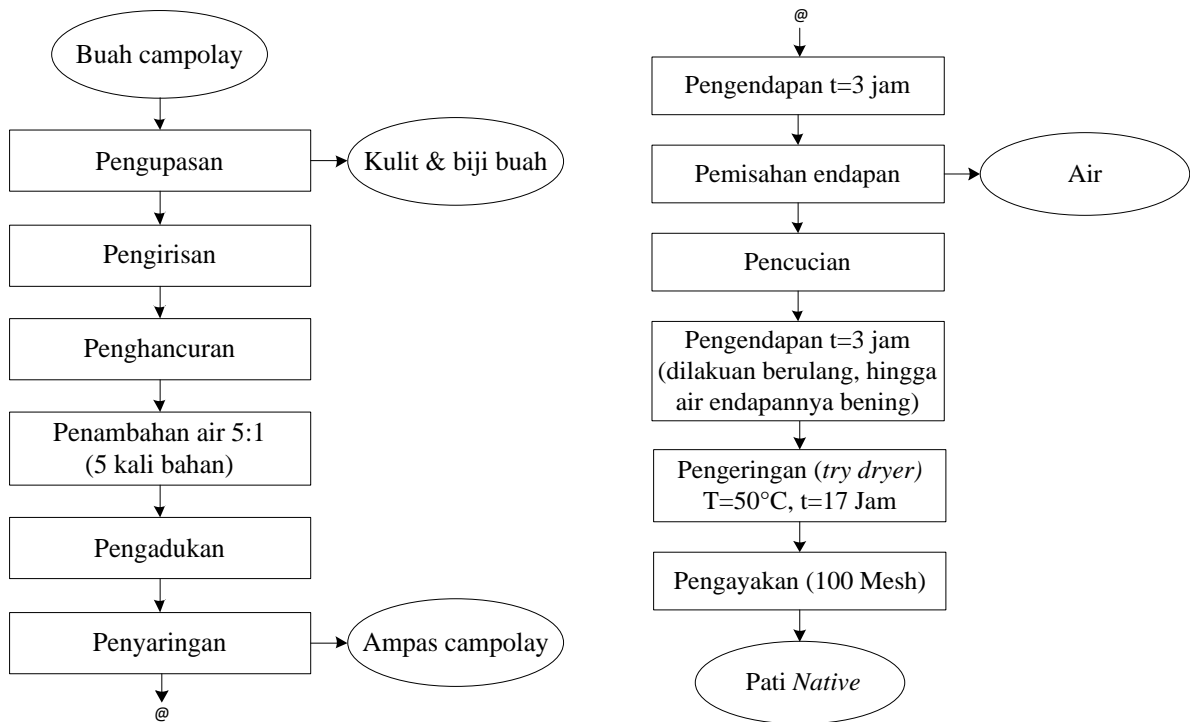 Buah campolay
Pengupasan
Kulit & biji buah
Pengirisan
Penghancuran
Penambahan air 5:1
(5 kali bahan)
Pengadukan
Penyaringan
Ampas campolay
@
@
Pengendapan t=3 jam
Pemisahan endapan
Air
Pencucian
Pengendapan t=3 jam
(dilakuan berulang, hingga
air endapannya bening)
Pengeringan (try dryer)
T=50°C, t=17 Jam
Pengayakan (100 Mesh)
Pati Native